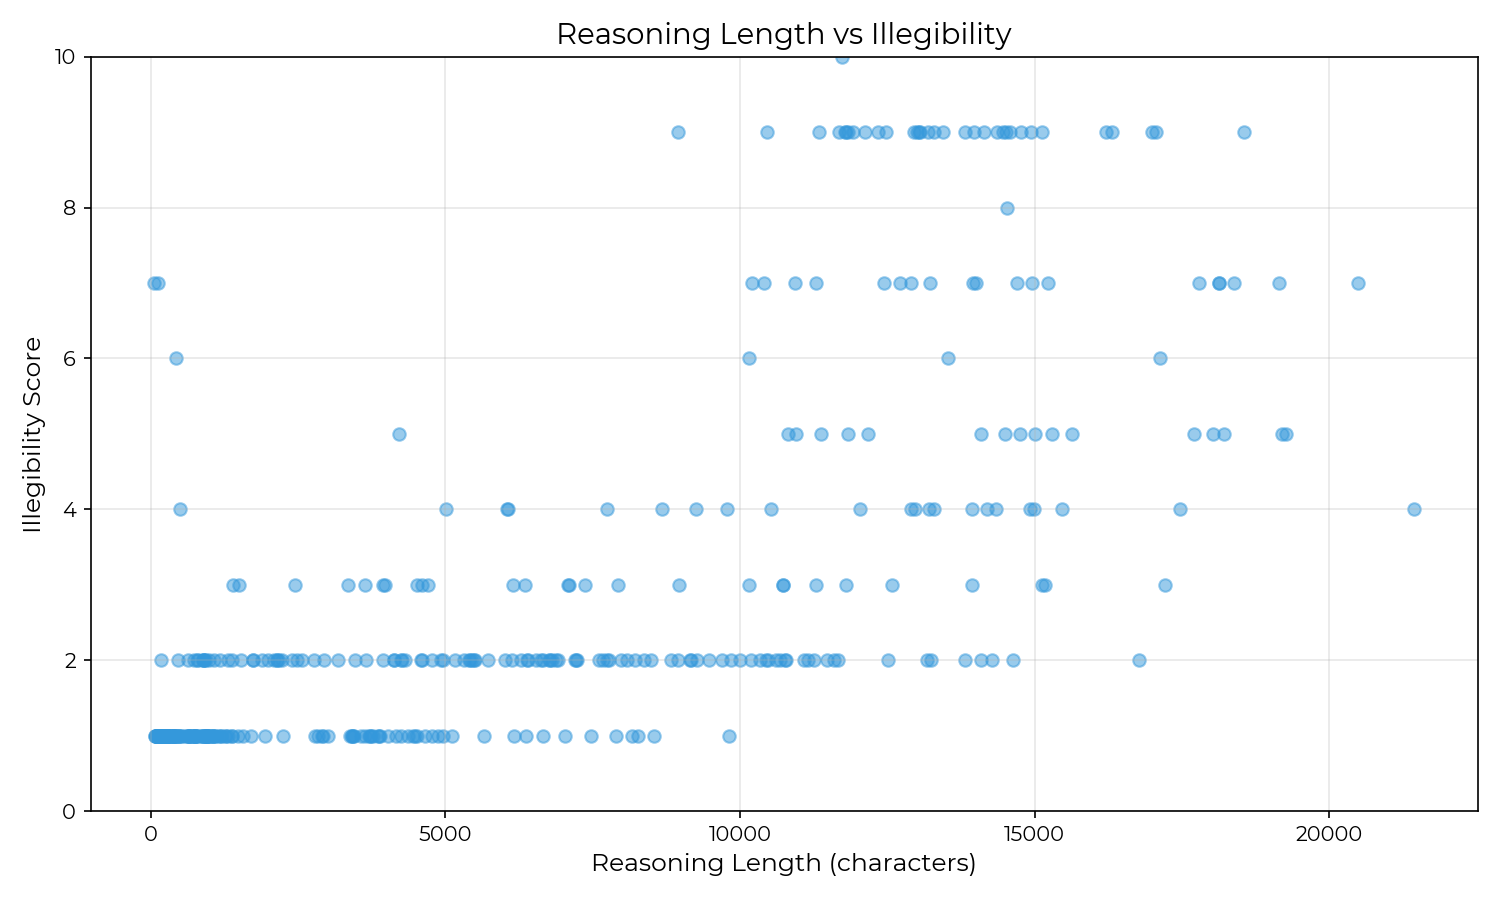 Reasoning Length vs Illegibility
10
8
6
4
2
0
Illegibility Score
0 5000 10000 15000 20000
Reasoning Length (characters)